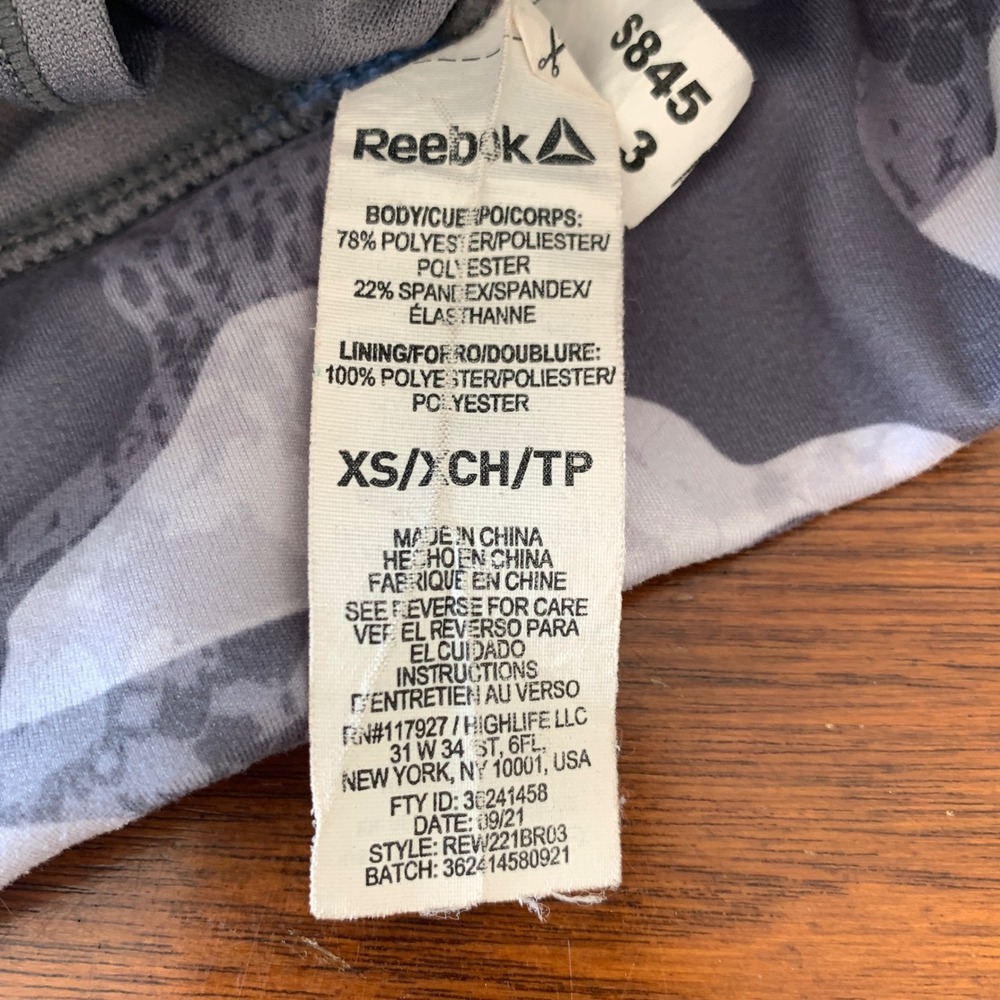 S845
3
Reebok
BODY/CUERPO/CORPS:
78% POLYESTER/POLIESTER/
POLYESTER
22% SPANDEX/SPANDEX/
ÉLASTHANNE
LINING/FORRO/DOUBLURE:
100% POLYESTER/POLIESTER/
POLYESTER
XS/XCH/TP
MADE IN CHINA
HECHO EN CHINA
FABRIQUE EN CHINE
SEE REVERSE FOR CARE
VER EL REVERSO PARA
EL CUIDADO
INSTRUCTIONS
D'ENTRETIEN AU VERSO
RN#117927 / HIGHLIFE LLC
31 W 34 ST, 6FL,
NEW YORK, NY 10001, USA
FTY ID: 36241458
DATE: 09/21
STYLE: REW221BR03
BATCH: 362414580921